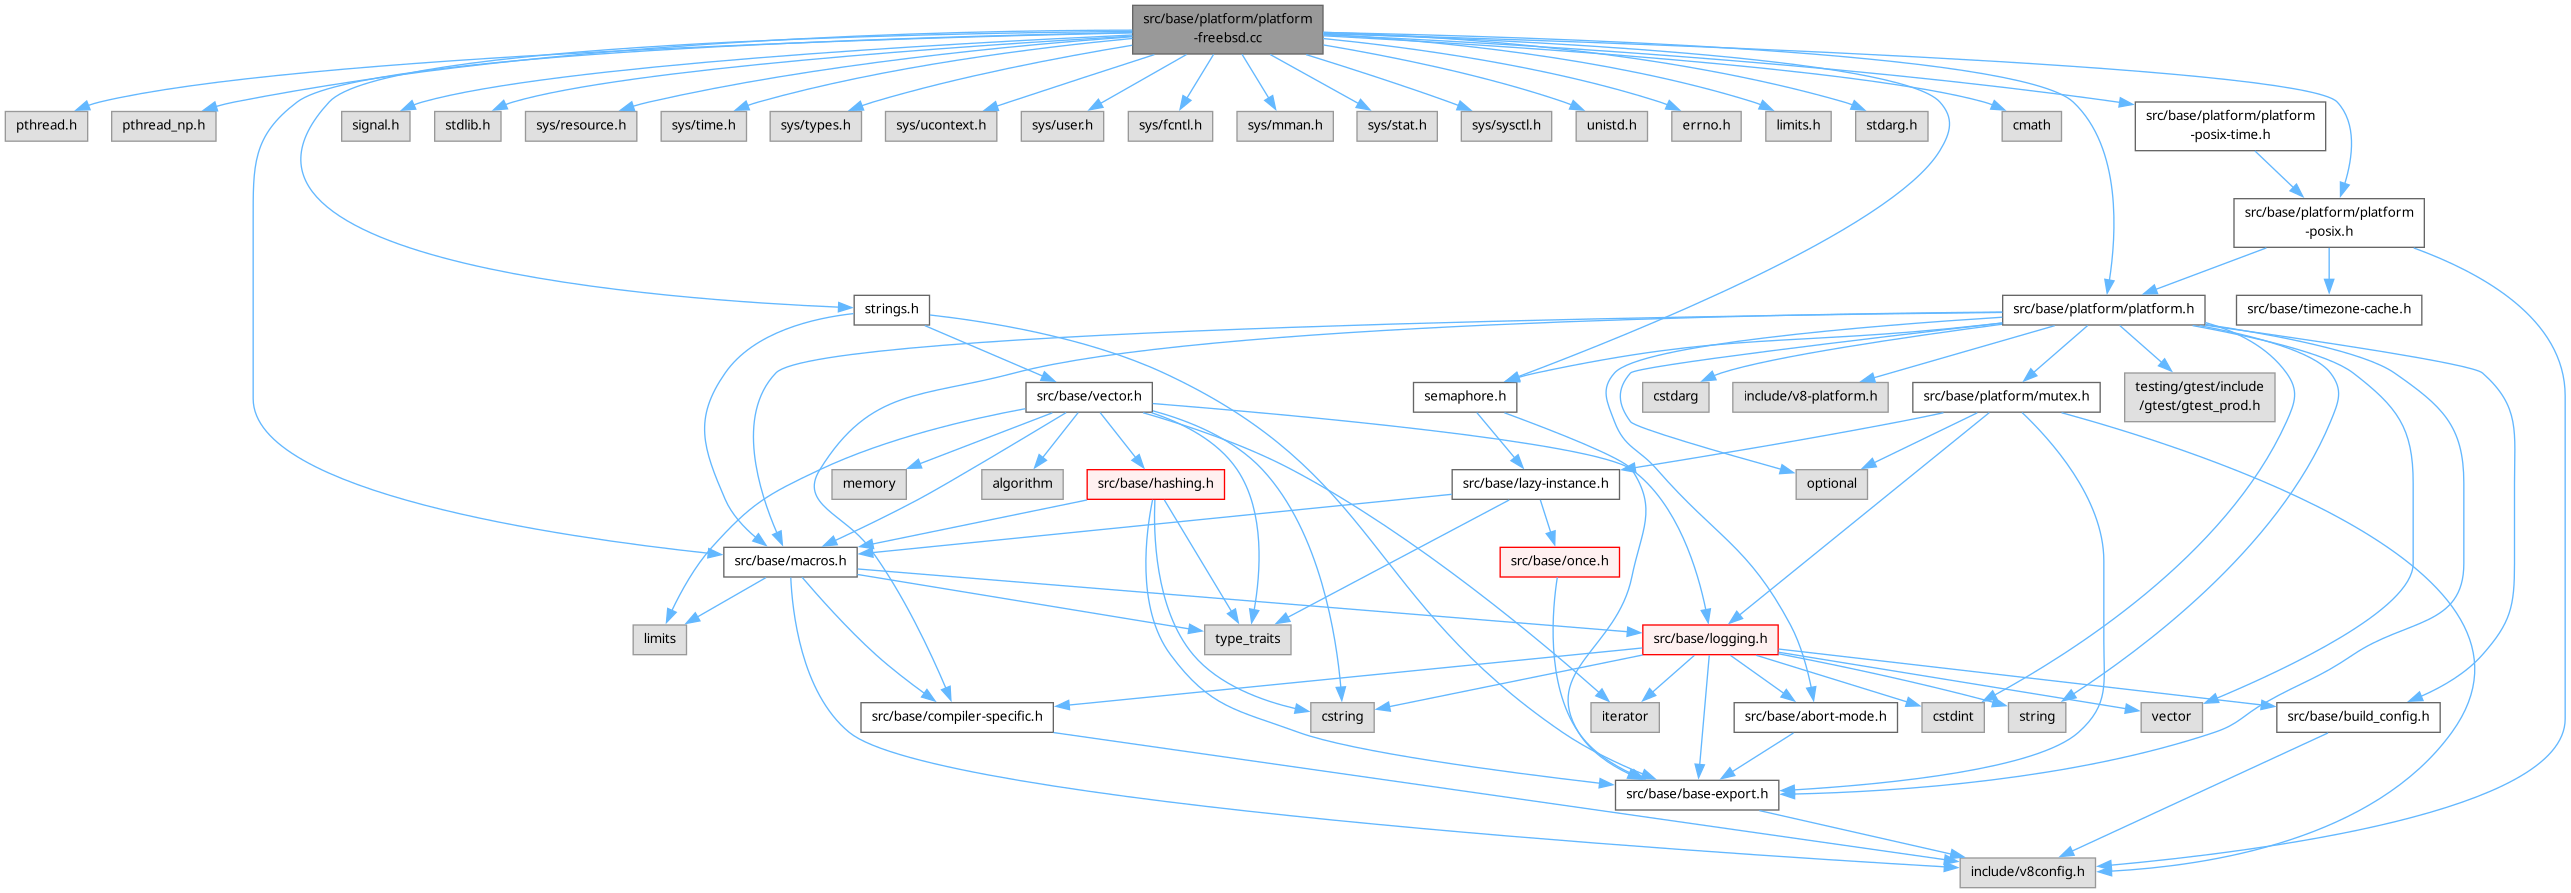 src/base/platform/platform
-freebsd.cc
pthread.h
pthread_np.h
signal.h
stdlib.h
sys/resource.h
sys/time.h
sys/types.h
sys/ucontext.h
sys/user.h
sys/fcntl.h
sys/mman.h
sys/stat.h
sys/sysctl.h
unistd.h
errno.h
limits.h
stdarg.h
cmath
src/base/platform/platform
-posix-time.h
src/base/platform/platform
-posix.h
strings.h
src/base/platform/platform.h
src/base/timezone-cache.h
src/base/vector.h
semaphore.h
cstdarg
include/v8-platform.h
src/base/platform/mutex.h
testing/gtest/include
/gtest/gtest_prod.h
memory
algorithm
src/base/hashing.h
src/base/lazy-instance.h
optional
src/base/macros.h
src/base/once.h
limits
type_traits
src/base/logging.h
src/base/compiler-specific.h
cstring
iterator
src/base/abort-mode.h
cstdint
string
vector
src/base/build_config.h
src/base/base-export.h
include/v8config.h